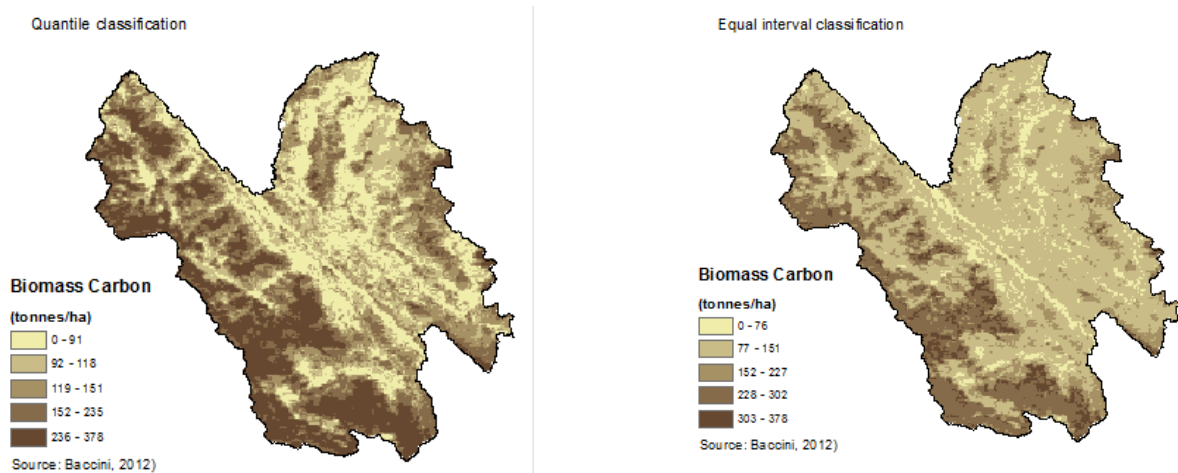 Quantile classification
Biomass Carbon
(tonnes/ha)
0 - 91
92 - 118
119 - 151
152 - 235
236 - 378
Source: Baccini, 2012)
Equal interval classification
Biomass Carbon
(tonnes/ha)
0 - 76
77 - 151
152 - 227
228 - 302
303 - 378
Source: Baccini, 2012)